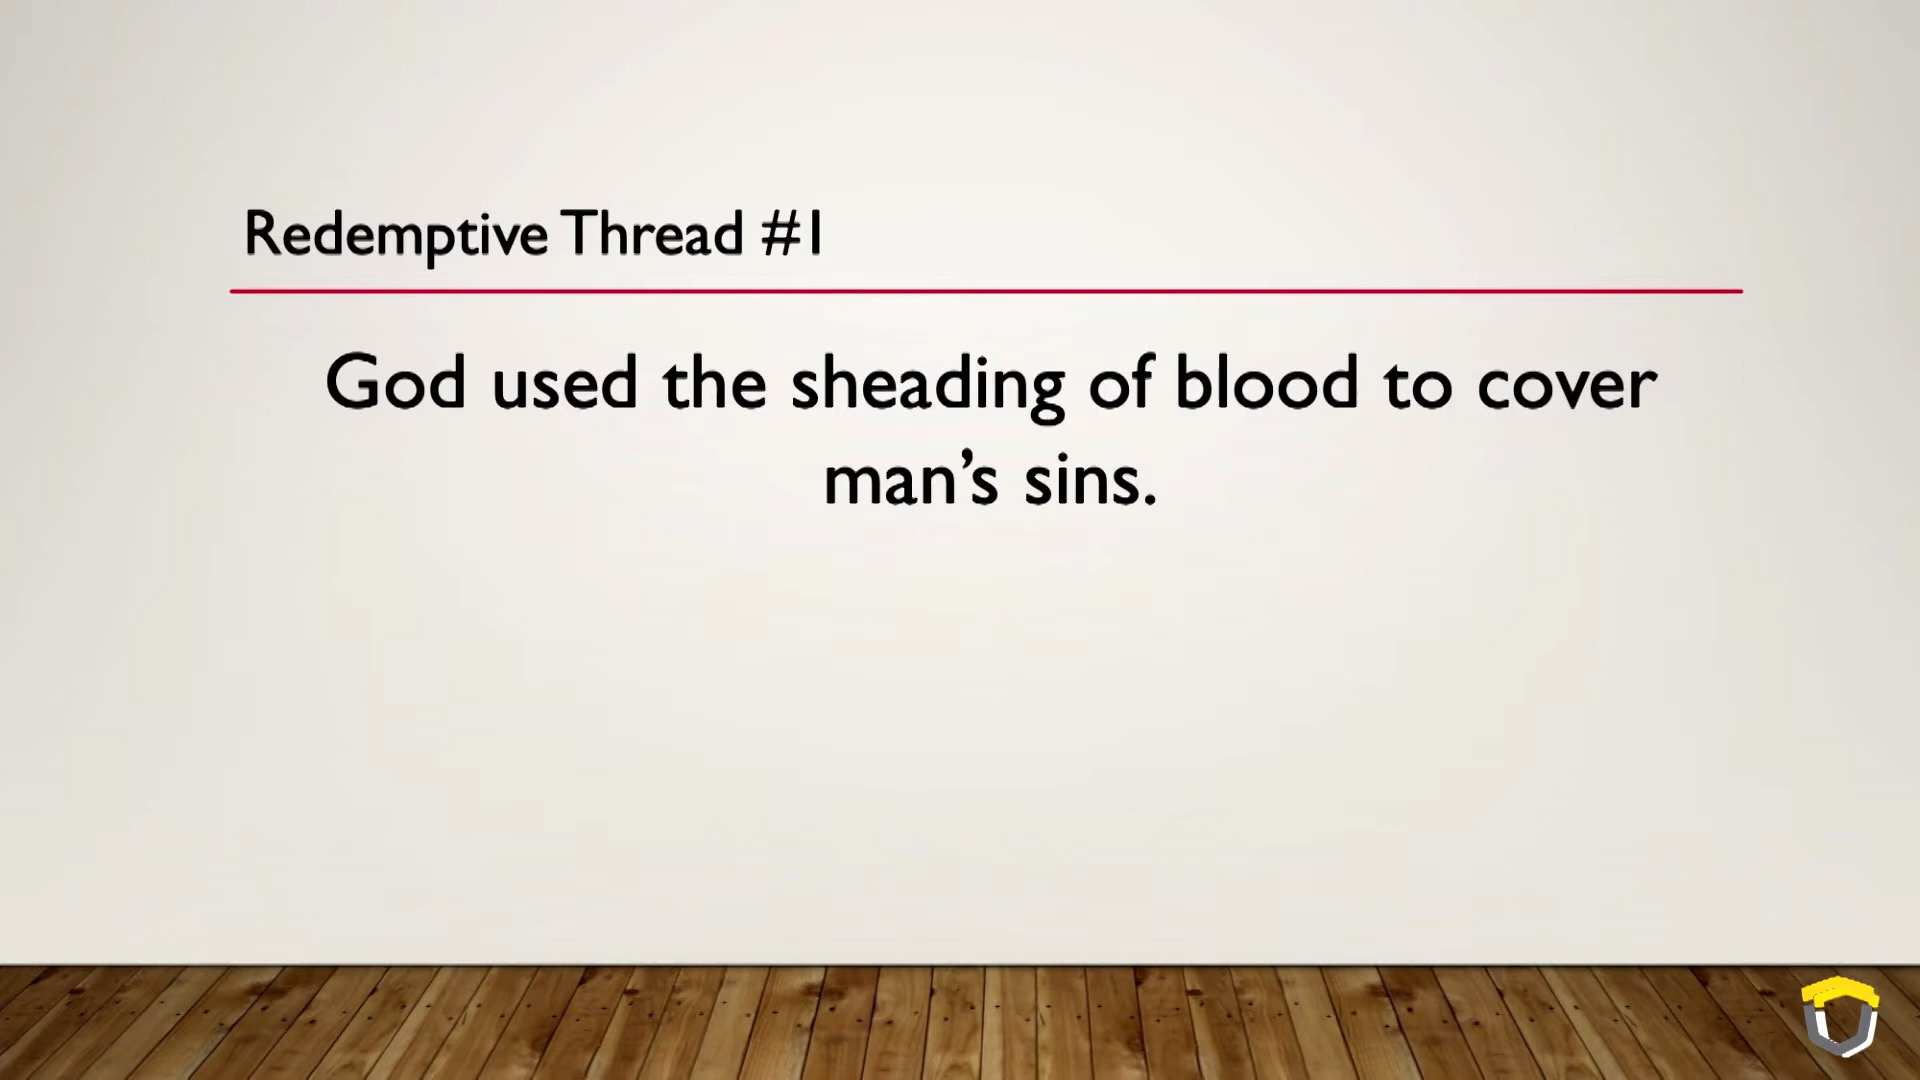 Redemptive Thread #1
God used the sheading of blood to cover
man’s sins.